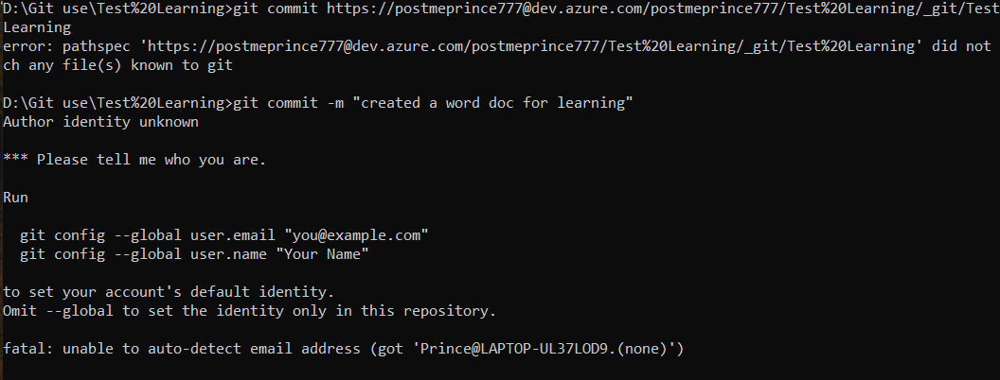 D:\Git use\Test%20Learning>git commit https://postmeprince777@dev.azure.com/postmeprince777/Test%20Learning/_git/Test
Learning
error: pathspec 'https://postmeprince777@dev.azure.com/postmeprince777/Test%20Learning/_git/Test%20Learning' did not
ch any file(s) known to git
D:\Git use\Test%20Learning>git commit -m "created a word doc for learning"
Author identity unknown
*** Please tell me who you are.
Run
git config --global user.email "you@example.com"
git config --global user.name "Your Name"
to set your account's default identity.
Omit --global to set the identity only in this repository.
fatal: unable to auto-detect email address (got 'Prince@LAPTOP-UL37LOD9.(none)')